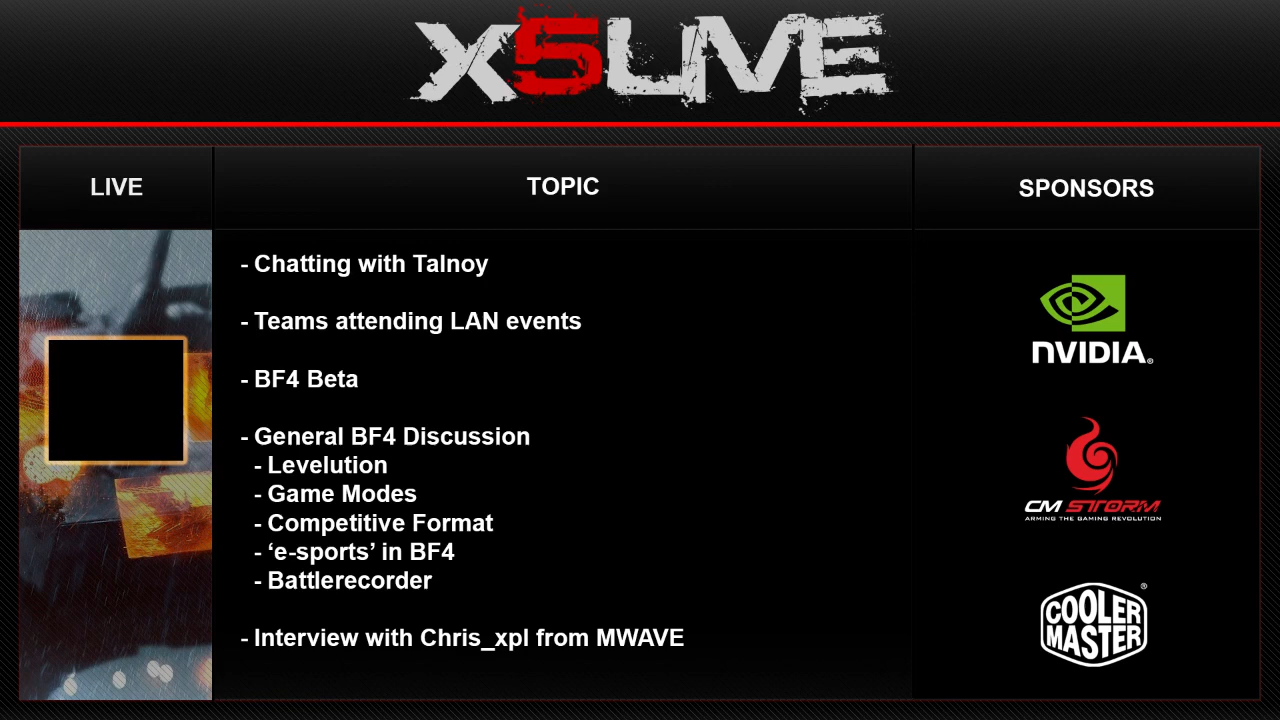 X5LIVE
LIVE
TOPIC
SPONSORS
- Chatting with Talnoy
- Teams attending LAN events
- BF4 Beta
- General BF4 Discussion
- Levelution
- Game Modes
- Competitive Format
- ‘e-sports’ in BF4
- Battlerecorder
- Interview with Chris_xpl from MWAVE
NVIDIA®
CM STORM
ARMING THE GAMING REVOLUTION
COOLER ®
MASTER